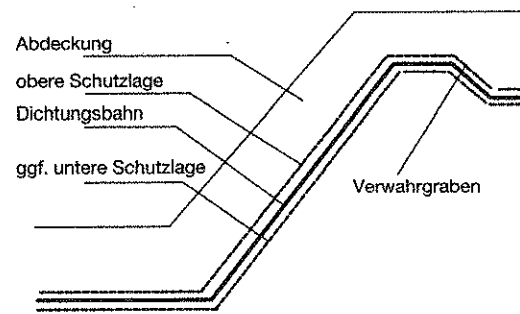 Abdeckung
obere Schutzlage
Dichtungsbahn
ggf. untere Schutzlage
Verwahrgraben